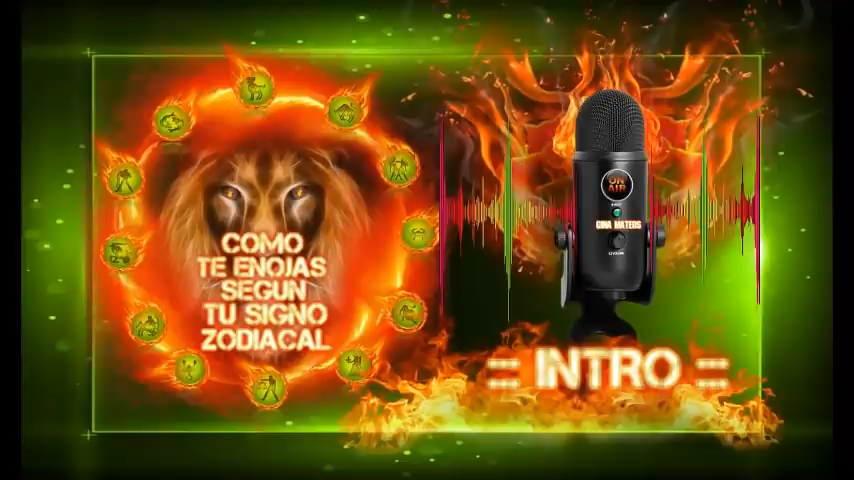 COMO
TE ENOJAS
SEGUN
TU SIGNO
ZODIACAL
ON
AIR
GINA MATEOS
:: INTRO ::